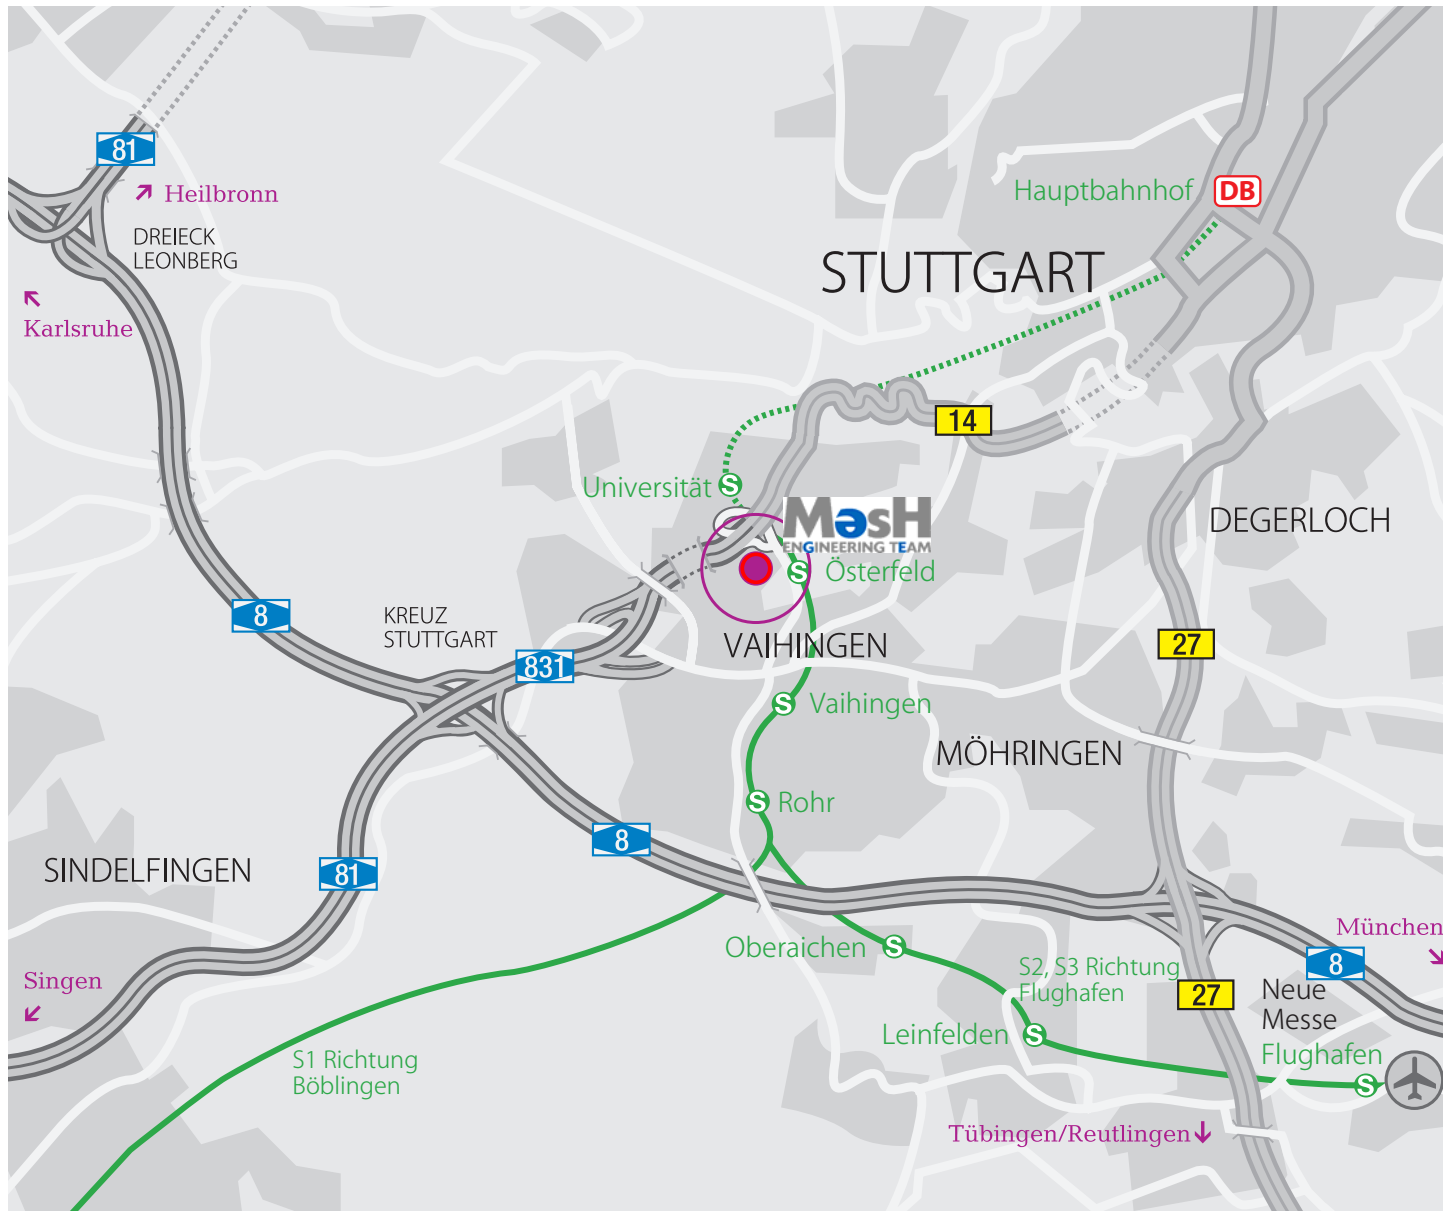 81
Heilbronn
DREIECK
LEONBERG
Karlsruhe
Hauptbahnhof
DB
STUTTGART
14
Universität
S
MəsH
ENGINEERING TEAM
S
Österfeld
DEGERLOCH
8
KREUZ
STUTTGART
831
VAIHINGEN
27
S
Vaihingen
MÖHRINGEN
S
Rohr
8
SINDELFINGEN
81
Oberaichen
S
München
8
S2, S3 Richtung
Flughafen
27
Neue
Messe
Singen
Leinfelden
S
Flughafen
S
S1 Richtung
Böblingen
Tübingen/Reutlingen